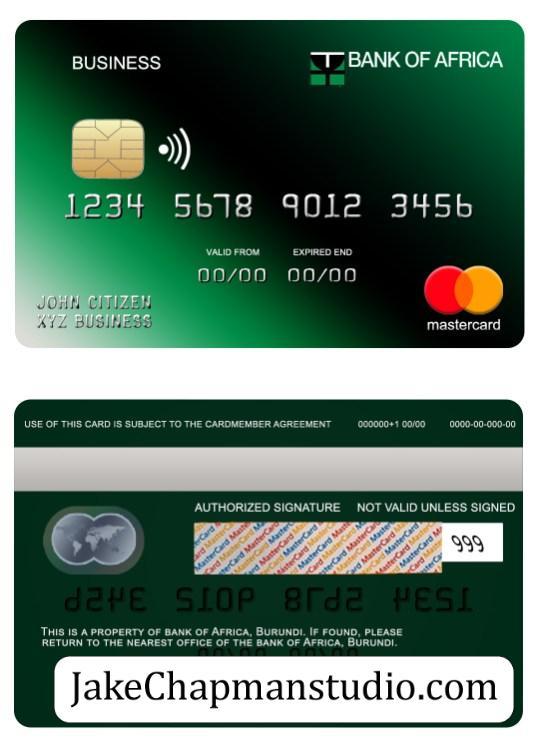 BUSINESS
BANK OF AFRICA
1234 5678 9012 3456
VALID FROM EXPIRED END
00/00 00/00
JOHN CITIZEN
XYZ BUSINESS
mastercard
USE OF THIS CARD IS SUBJECT TO THE CARDMEMBER AGREEMENT 000000+1 00/00 0000-00-000-00
AUTHORIZED SIGNATURE NOT VALID UNLESS SIGNED
MasterCard MasterCard MasterCard
999
THIS IS A PROPERTY OF BANK OF AFRICA, BURUNDI. IF FOUND, PLEASE
RETURN TO THE NEAREST OFFICE OF THE BANK OF AFRICA, BURUNDI.
JakeChapmanstudio.com